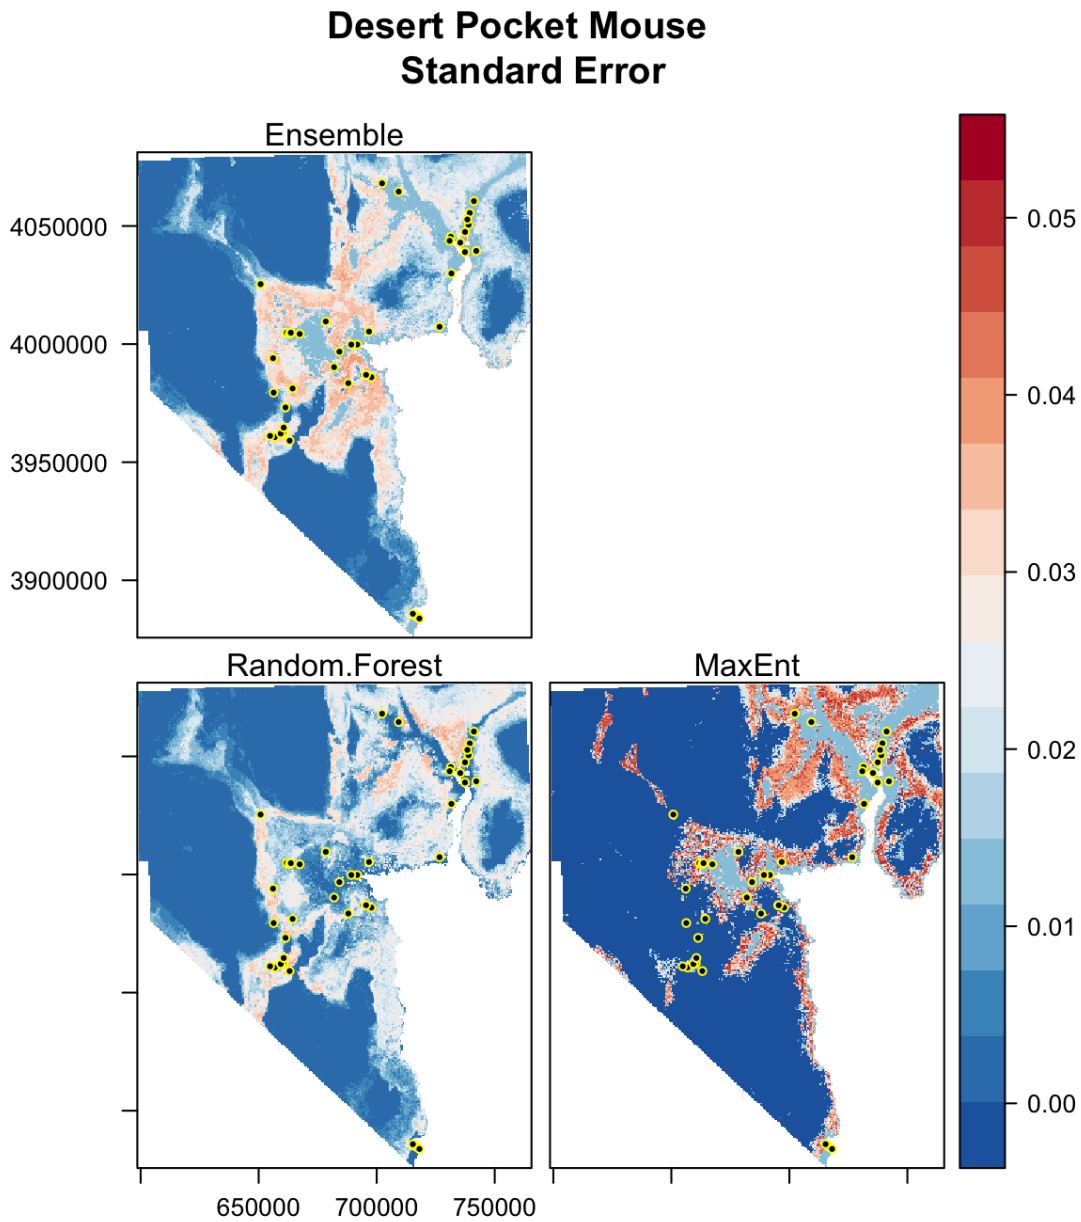 Desert Pocket Mouse
Standard Error
Ensemble
4050000
4000000
3950000
3900000
0.05
0.04
0.03
0.02
0.01
0.00
Random.Forest
MaxEnt
650000
700000
750000